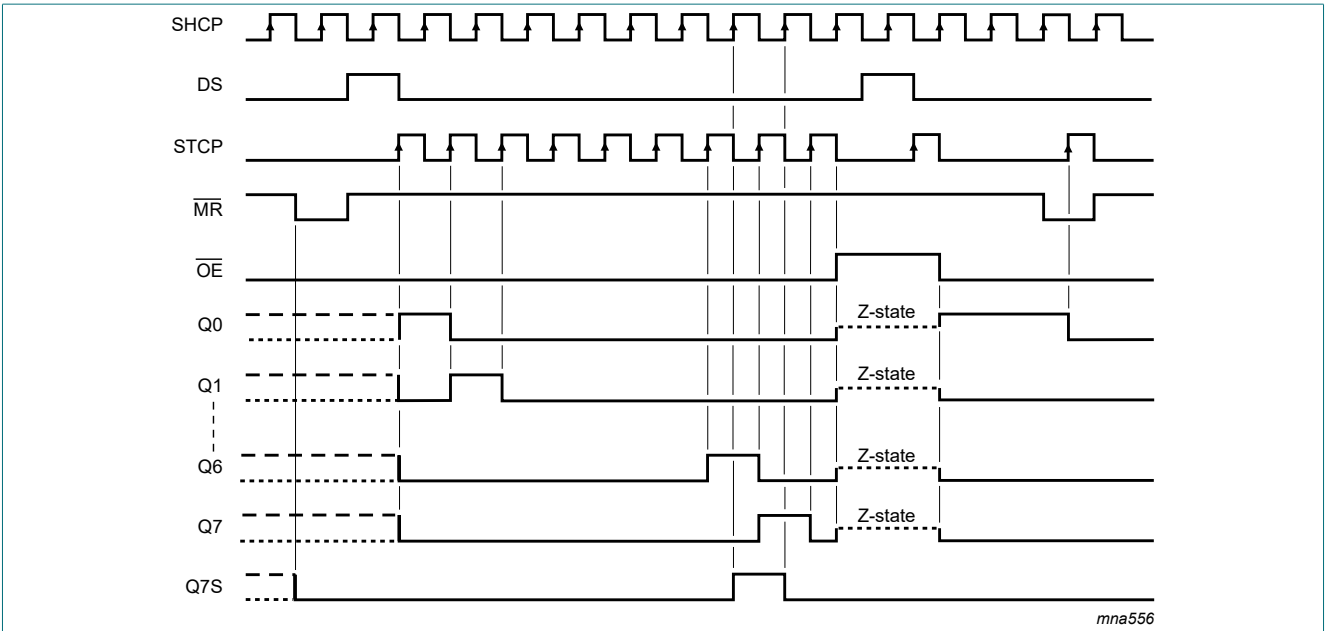 SHCP
DS
STCP
MR
OE
Q0
Z-state
Q1
Z-state
Q6
Z-state
Q7
Z-state
Q7S
mna556